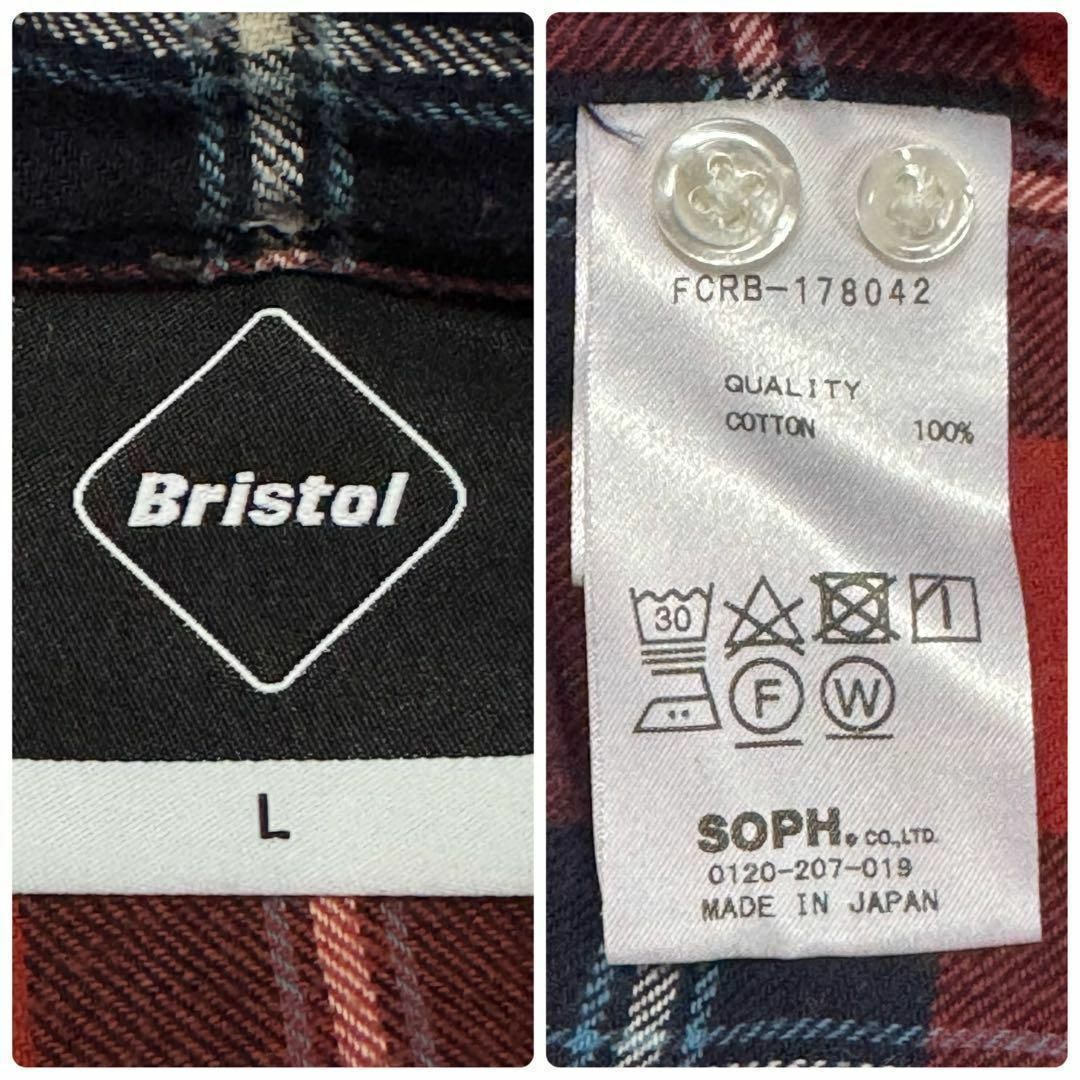 Bristol
L
FCRB-178042
QUALITY
COTTON 100%
30
F W
SOPH. CO.,LTD.
0120-207-019
MADE IN JAPAN